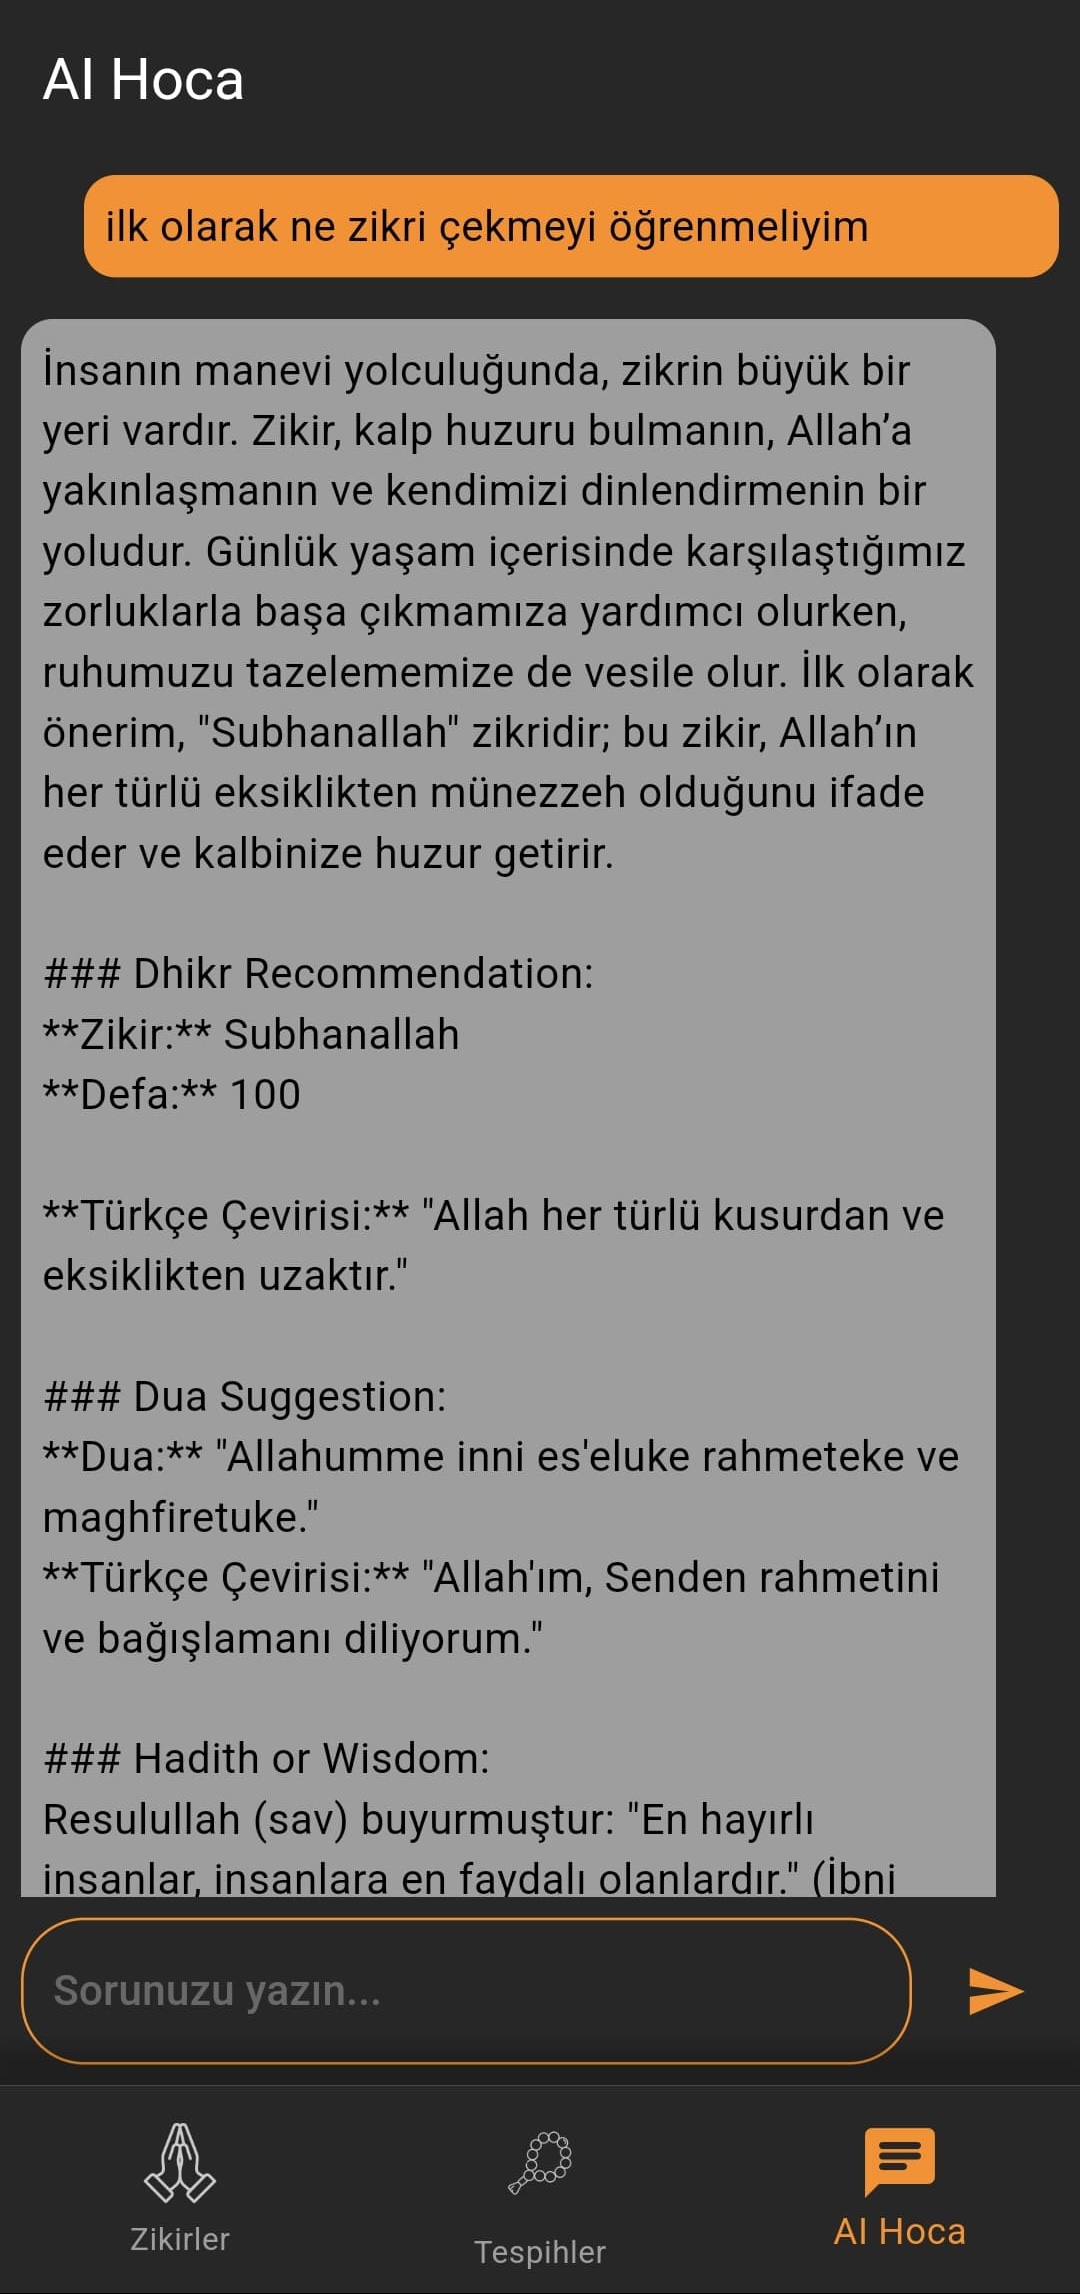 AI Hoca
ilk olarak ne zikri çekmeyi öğrenmeliyim
İnsanın manevi yolculuğunda, zikrin büyük bir
yeri vardır. Zikir, kalp huzuru bulmanın, Allah’a
yakınlaşmanın ve kendimizi dinlendirmenin bir
yoludur. Günlük yaşam içerisinde karşılaştığımız
zorluklarla başa çıkmamıza yardımcı olurken,
ruhumuzu tazelememize de vesile olur. İlk olarak
önerim, "Subhanallah" zikridir; bu zikir, Allah’ın
her türlü eksiklikten münezzeh olduğunu ifade
eder ve kalbinize huzur getirir.
### Dhikr Recommendation:
**Zikir:** Subhanallah
**Defa:** 100
**Türkçe Çevirisi:** "Allah her türlü kusurdan ve
eksiklikten uzaktır."
### Dua Suggestion:
**Dua:** "Allahumme inni es'eluke rahmeteke ve
maghfiretuke."
**Türkçe Çevirisi:** "Allah'ım, Senden rahmetini
ve bağışlamanı diliyorum."
### Hadith or Wisdom:
Resulullah (sav) buyurmuştur: "En hayırlı
insanlar, insanlara en faydalı olanlardır." (İbni
Sorunuzu yazın...
Zikirler
Tespihler
AI Hoca